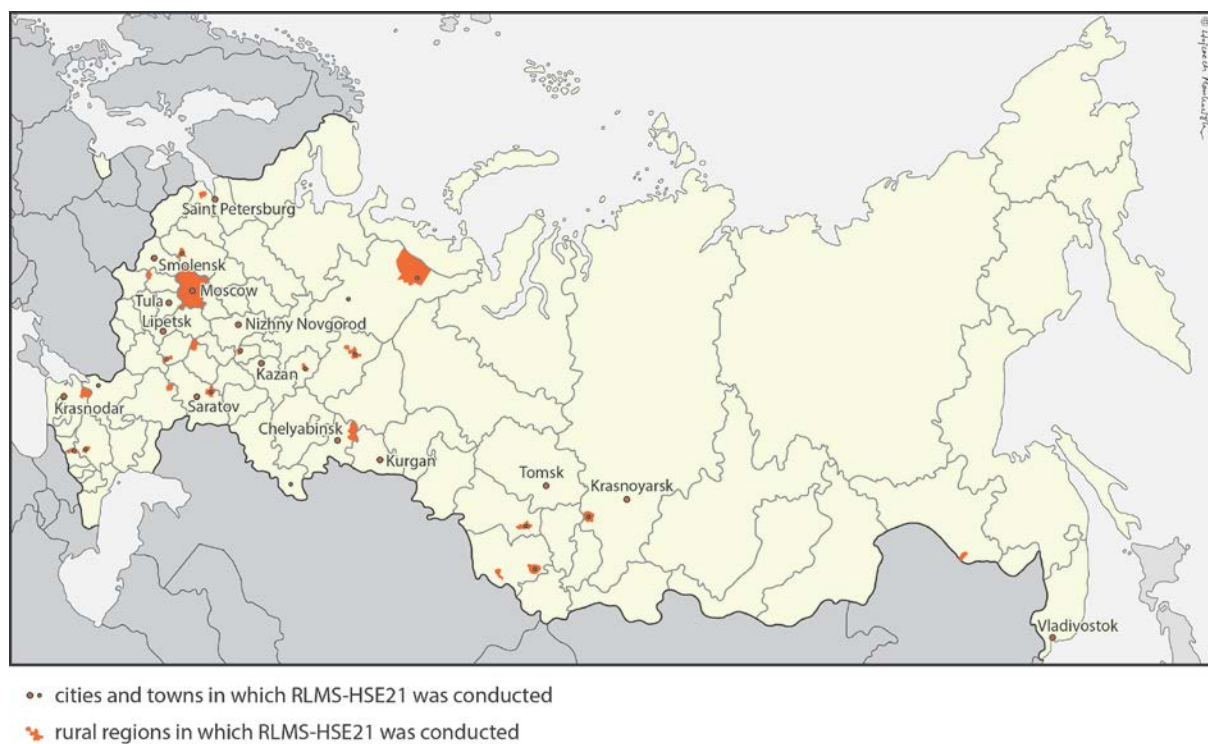 Saint Petersburg
Smolensk
Moscow
Tula
Lipetsk
Nizhny Novgorod
Kazan
Krasnodar
Saratov
Chelyabinsk
Kurgan
Tomsk
Krasnoyarsk
Vladivostok
cities and towns in which RLMS-HSE21 was conducted
rural regions in which RLMS-HSE21 was conducted